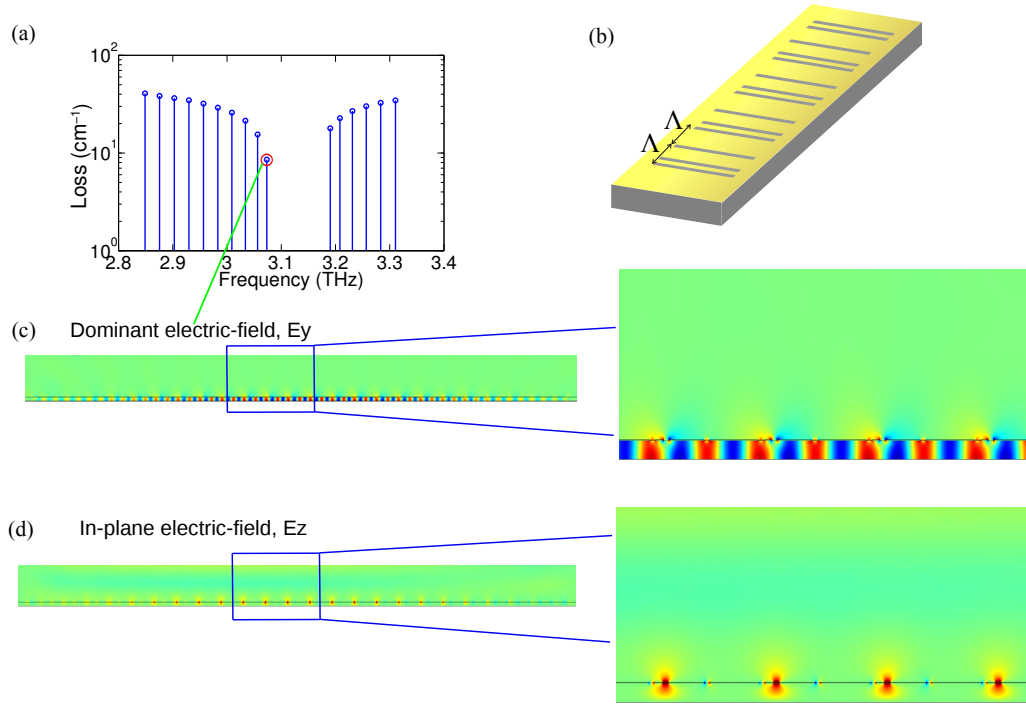 (a)
(b)
10²
10¹
10⁰
Loss (cm⁻¹)
2.8 2.9 3 3.1 3.2 3.3 3.4
Frequency (THz)
Λ
Λ
(c) Dominant electric-field, Ey
(d) In-plane electric-field, Ez